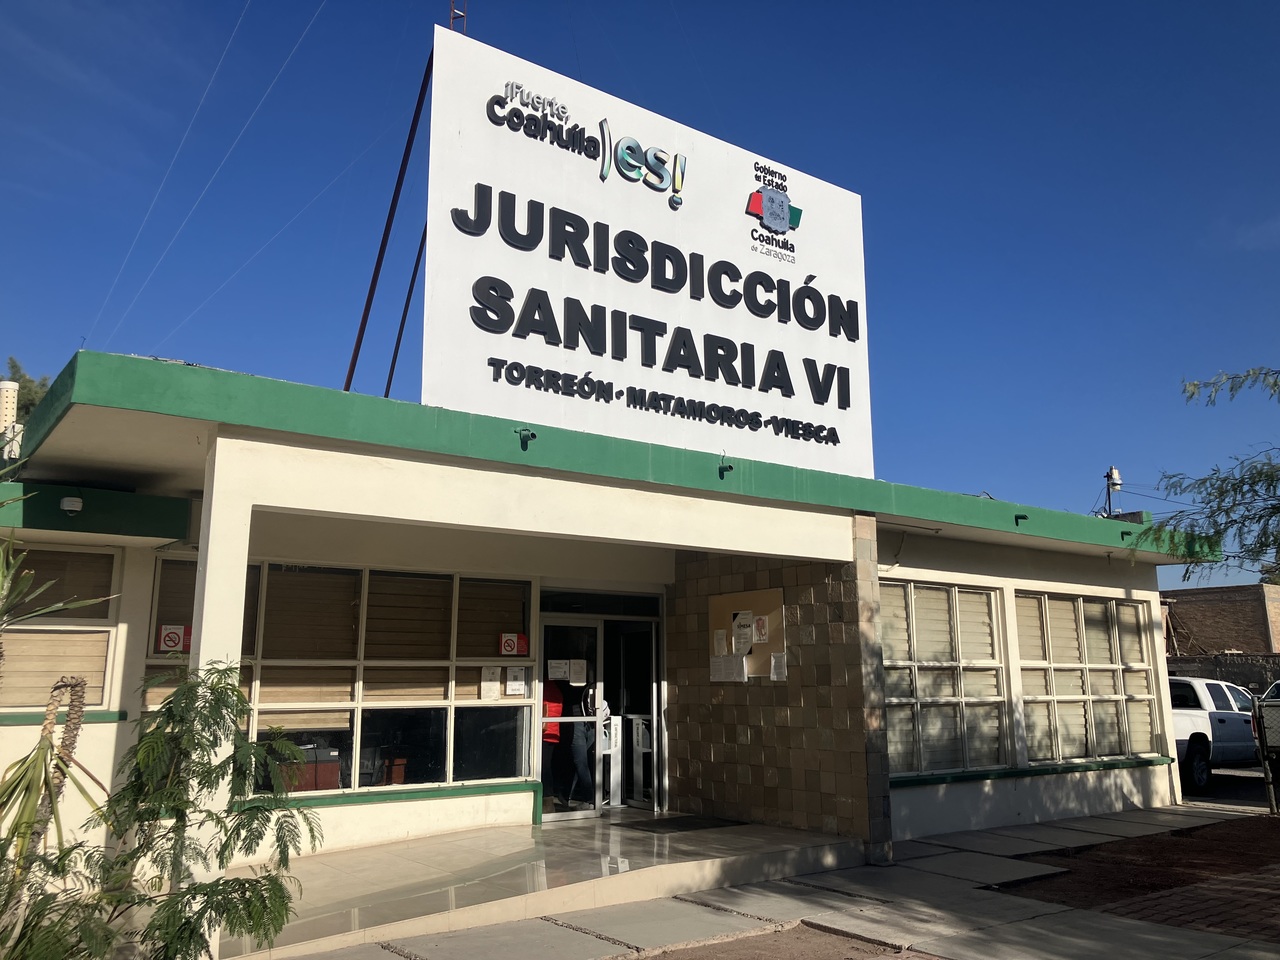 ¡Fuerte,
Coahuila es!
Gobierno
del Estado
Coahuila
de Zaragoza
JURISDICCIÓN
SANITARIA VI
TORREÓN-MATAMOROS-VIESCA